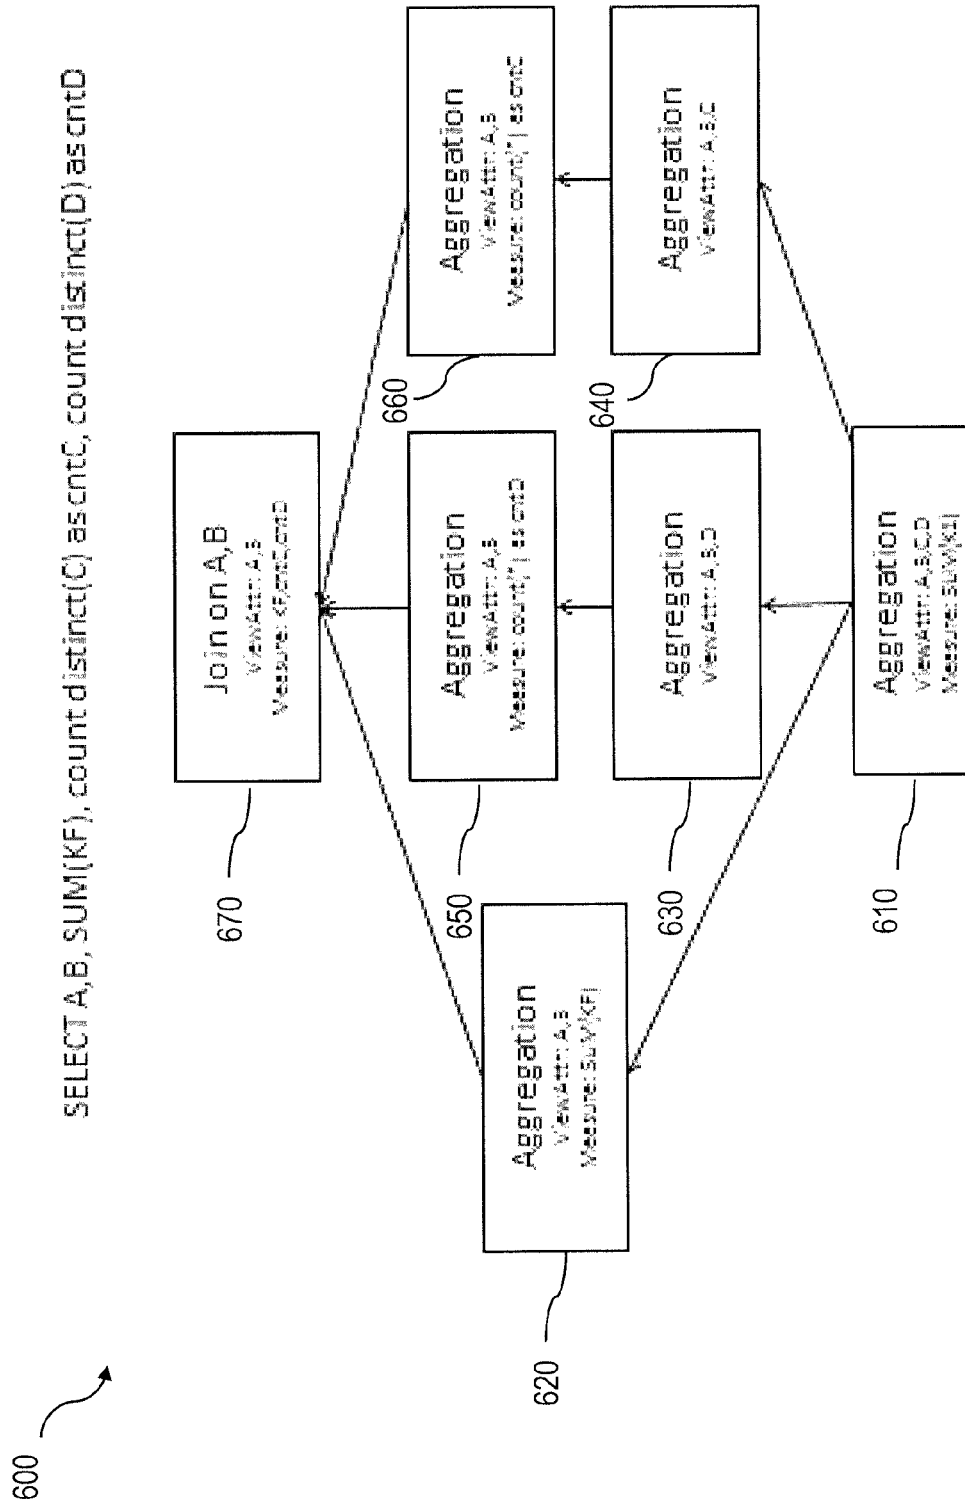 600
SELECT A,B, SUM(KF), count distinct(C) as cntC, count distinct(D) as cntD
670
Join on A,B
ViewAttr: A,B
Measure: KF,cntC,cntD
620
Aggregation
ViewAttr: A,B
Measure: SUM(KF)
650
Aggregation
ViewAttr: A,B
Measure: count(*) as cntD
660
Aggregation
ViewAttr: A,B
Measure: count(*) as cntC
630
Aggregation
ViewAttr: A,B,D
640
Aggregation
ViewAttr: A,B,C
610
Aggregation
ViewAttr: A,B,C,D
Measure: